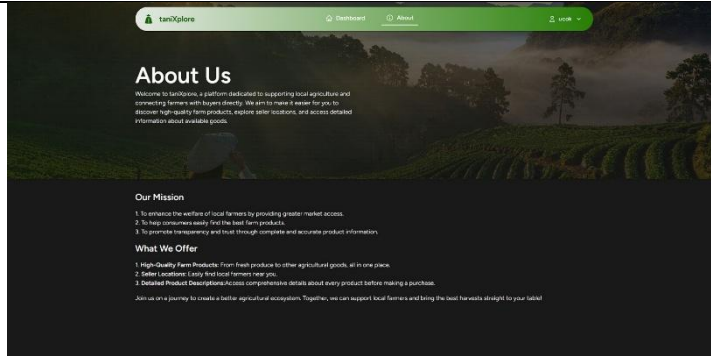 taniXplore
Dashboard
About
ucok
About Us
Welcome to taniXplore, a platform dedicated to supporting local agriculture and
connecting farmers with buyers directly. We aim to make it easier for you to
discover high-quality farm products, explore seller locations, and access detailed
information about available goods.
Our Mission
1. To enhance the welfare of local farmers by providing greater market access.
2. To help consumers easily find the best farm products.
3. To promote transparency and trust through complete and accurate product information.
What We Offer
1. High-Quality Farm Products: From fresh produce to other agricultural goods, all in one place.
2. Seller Locations: Easily find local farmers near you.
3. Detailed Product Descriptions:Access comprehensive details about every product before making a purchase.
Join us on a journey to create a better agricultural ecosystem. Together, we can support local farmers and bring the best harvests straight to your table!